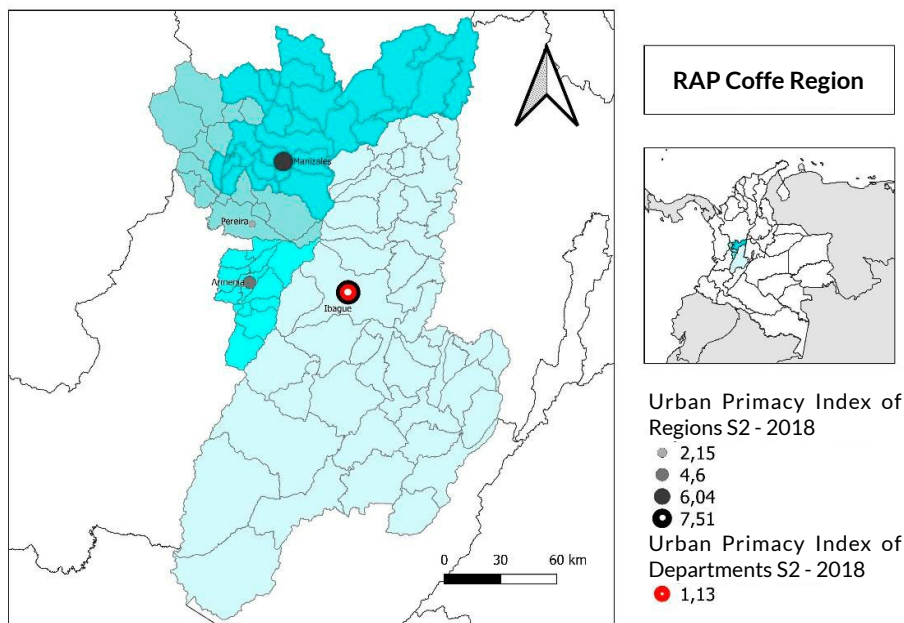 RAP Coffe Region
Manizales
Pereira
Armenia
Ibague
0 30 60 km
Urban Primacy Index of
Regions S2 - 2018
2,15
4,6
6,04
7,51
Urban Primacy Index of
Departments S2 - 2018
1,13